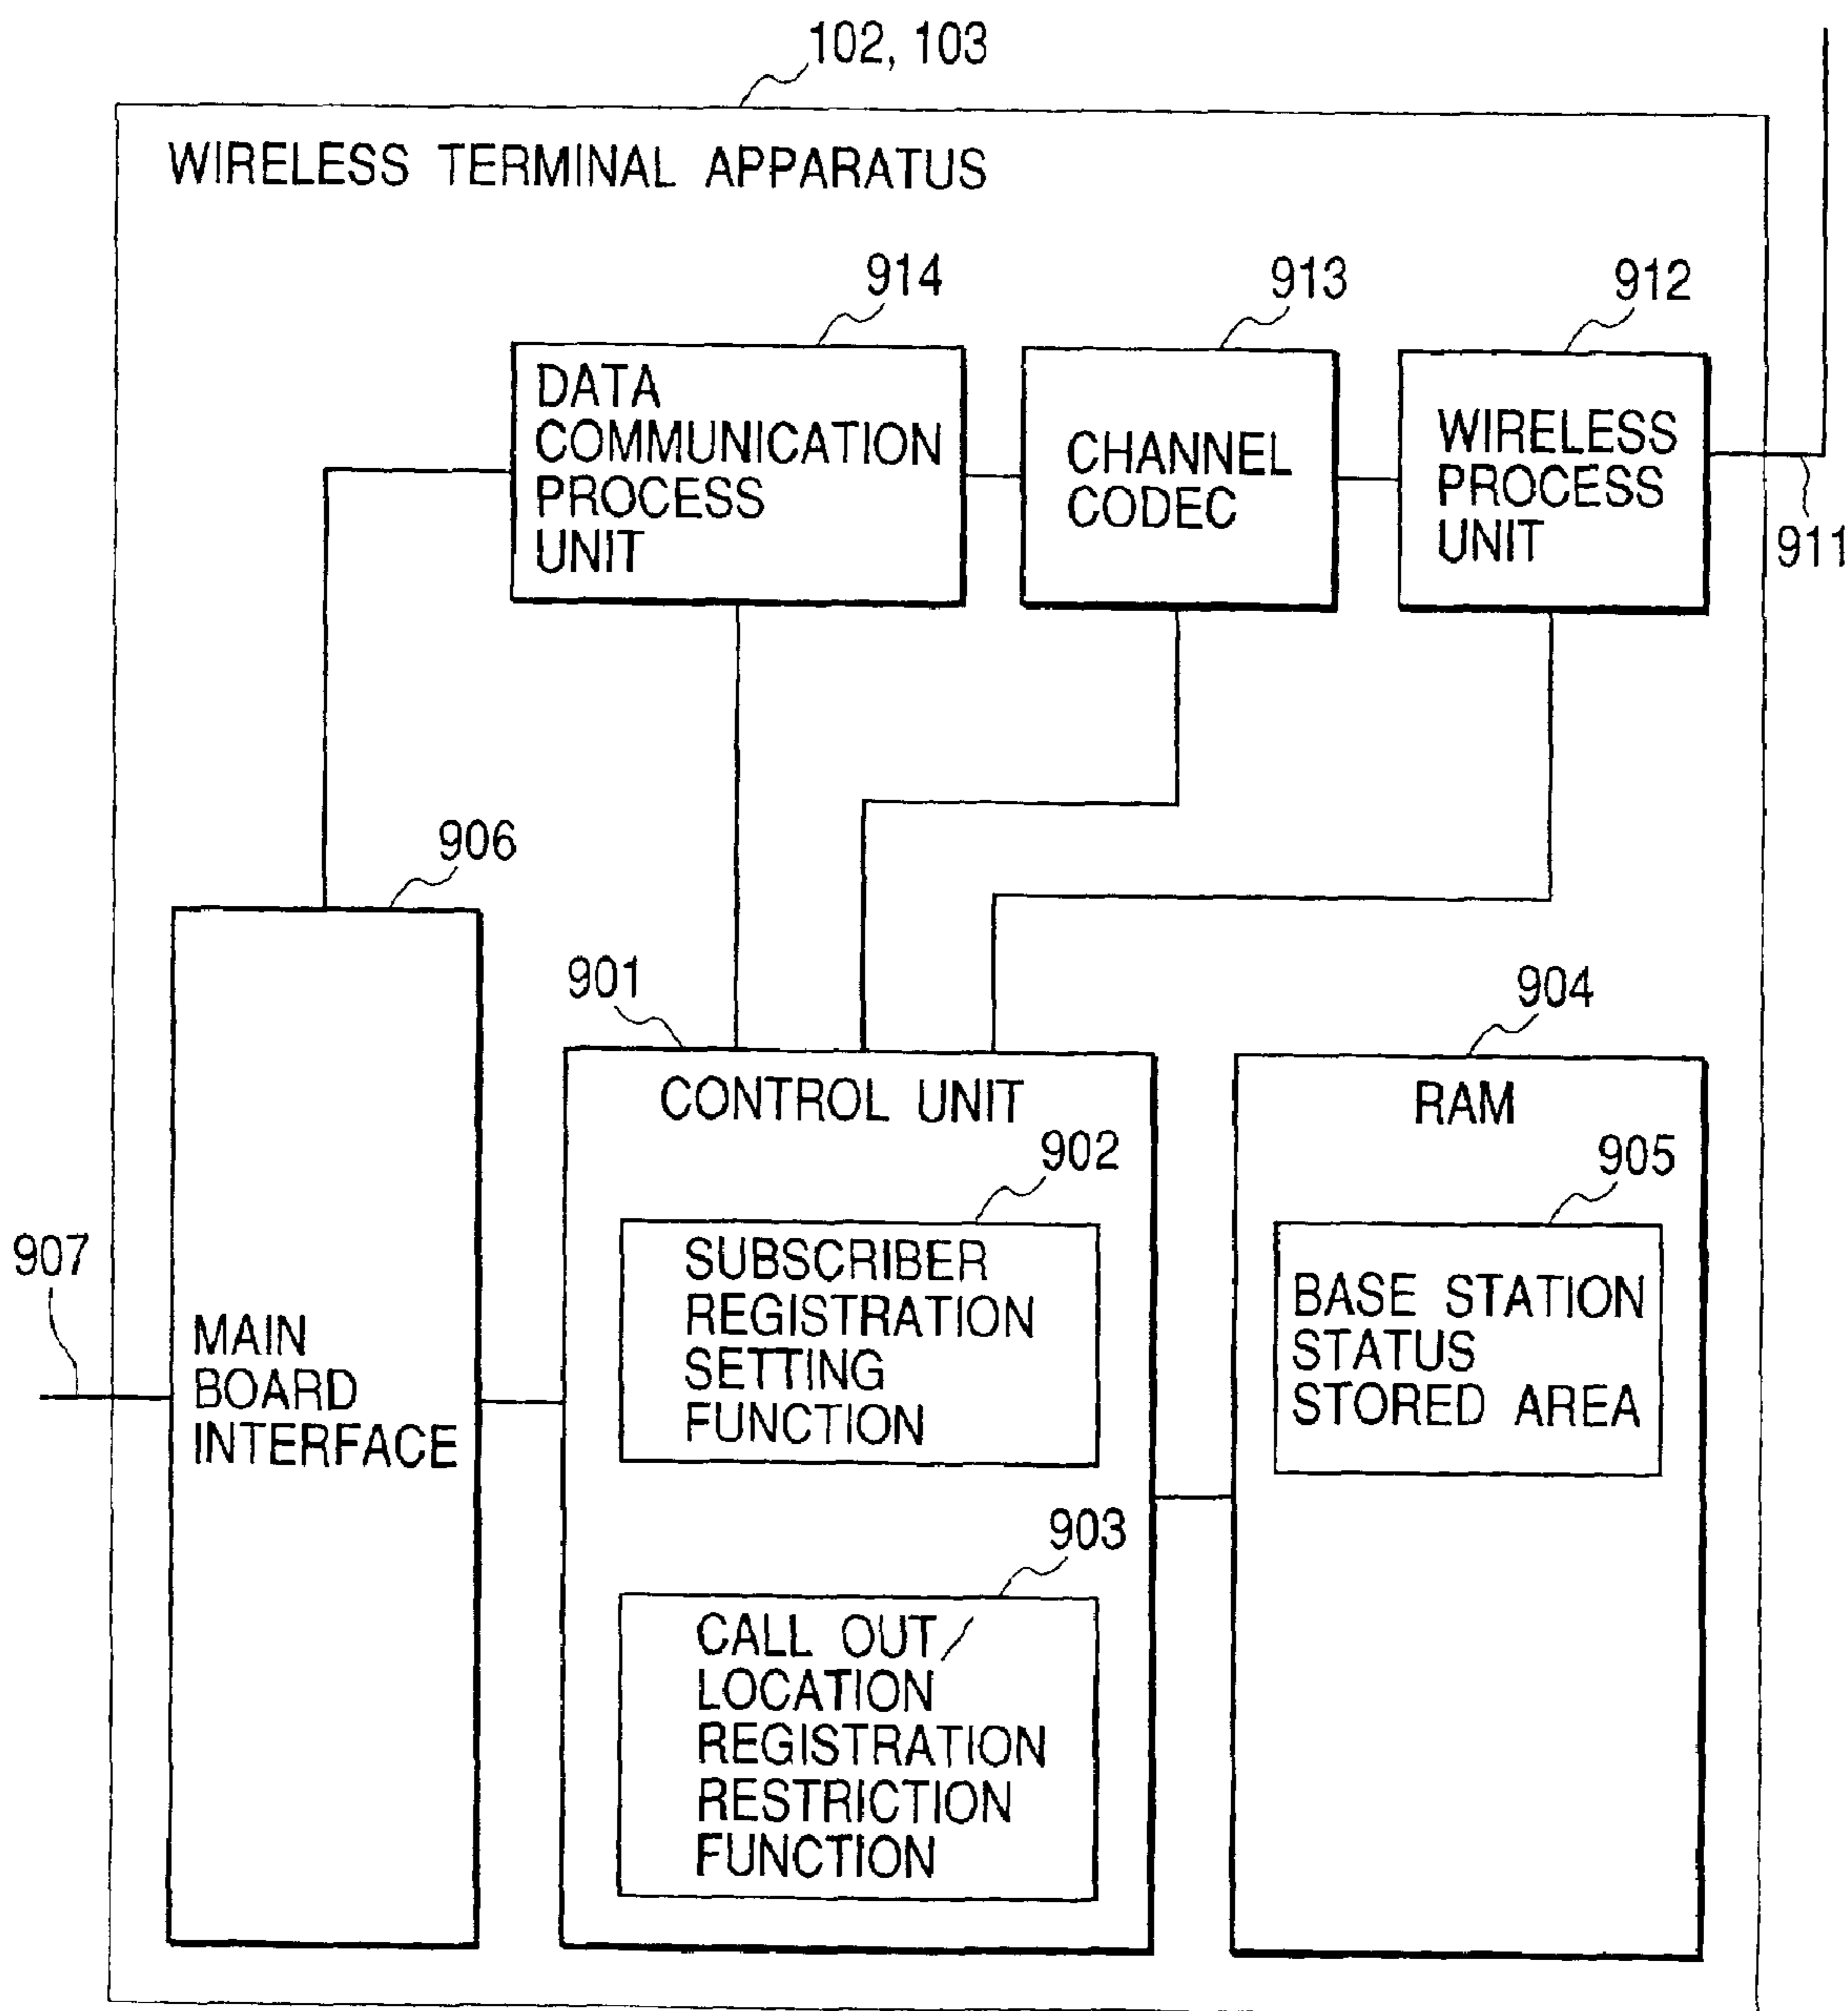 102, 103
WIRELESS TERMINAL APPARATUS
914
913
912
DATA
COMMUNICATION
PROCESS
UNIT
CHANNEL
CODEC
WIRELESS
PROCESS
UNIT
911
906
901
904
CONTROL UNIT
RAM
902
905
907
MAIN
BOARD
INTERFACE
SUBSCRIBER
REGISTRATION
SETTING
FUNCTION
BASE STATION
STATUS
STORED AREA
903
CALL OUT/
LOCATION
REGISTRATION
RESTRICTION
FUNCTION